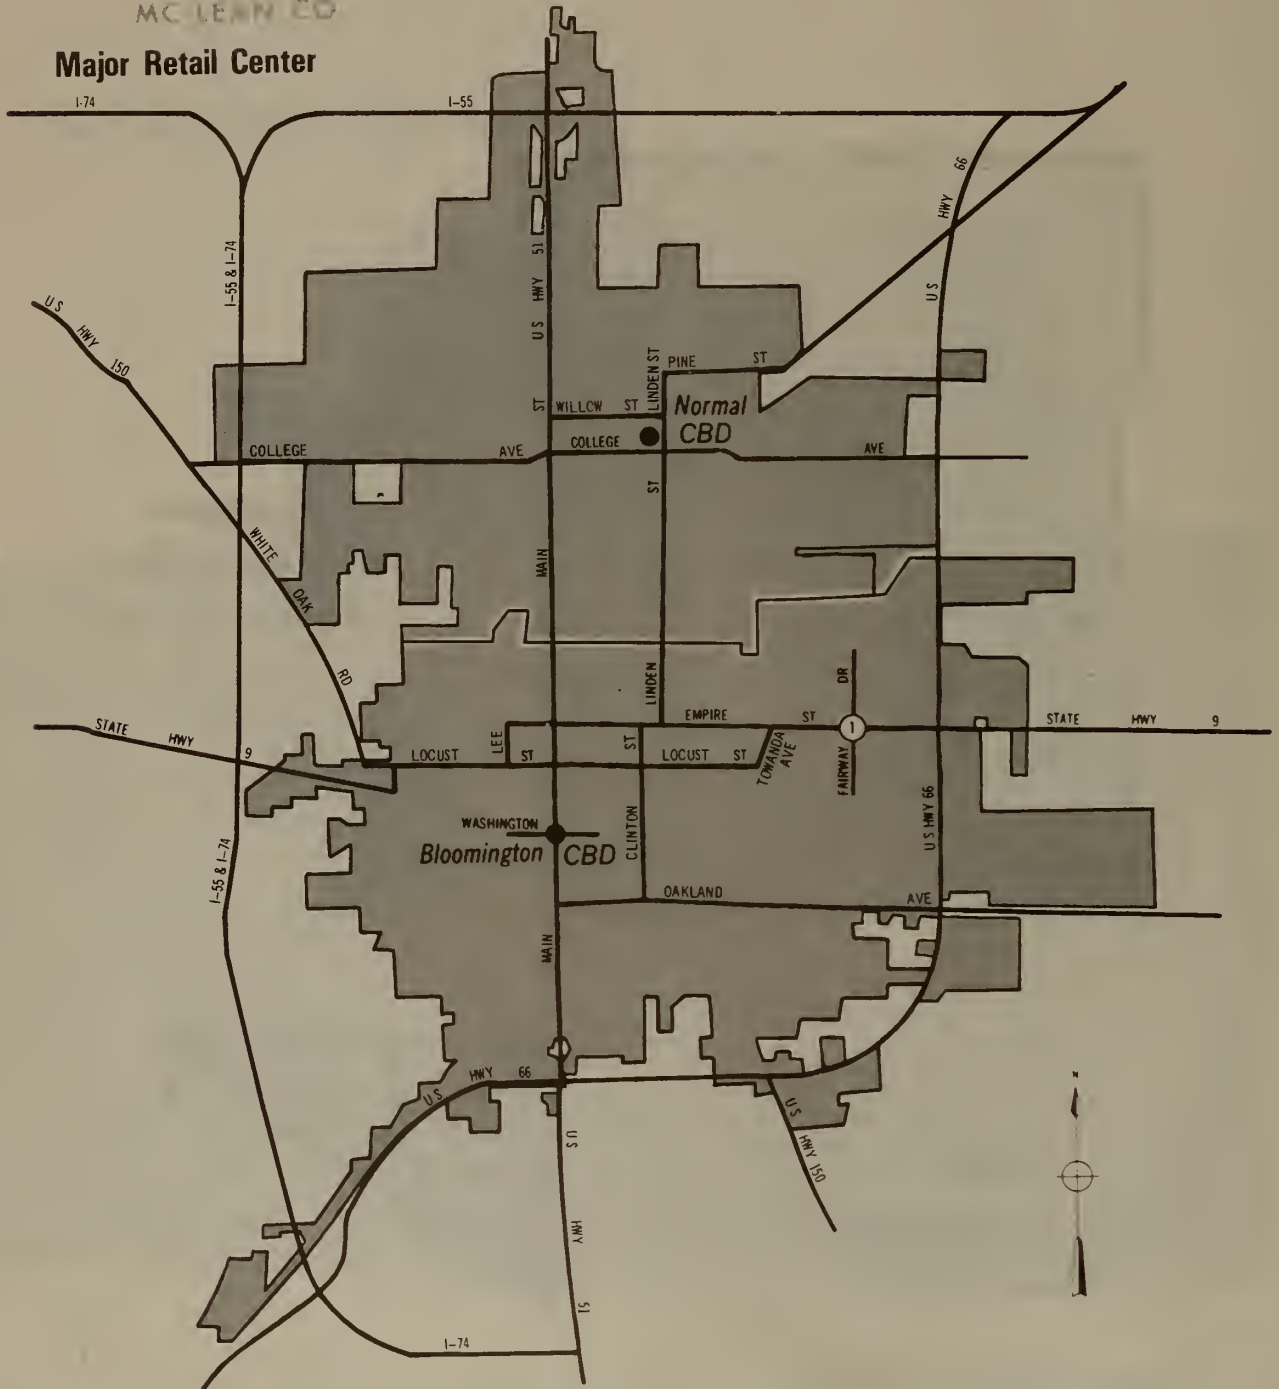 MC LEAN CO
Major Retail Center
I-74
I-55
US HWY 66
I-55 & I-74
US HWY 51
US HWY 150
LINDEN ST
PINE ST
ST
WILLOW ST
Normal
CBD
COLLEGE AVE
COLLEGE AVE
ST
WHITE OAK RD
MAIN
LINDEN
DR
STATE HWY 9
EMPIRE ST
1
STATE HWY 9
LEE
ST
LOCUST ST
LOCUST ST
TOWANDA
AVE
FAIRWAY
US HWY 66
WASHINGTON
Bloomington CBD
CLINTON
I-55 & I-74
OAKLAND AVE
MAIN
US HWY 66
US HWY 150
US HWY 51
N
I-74